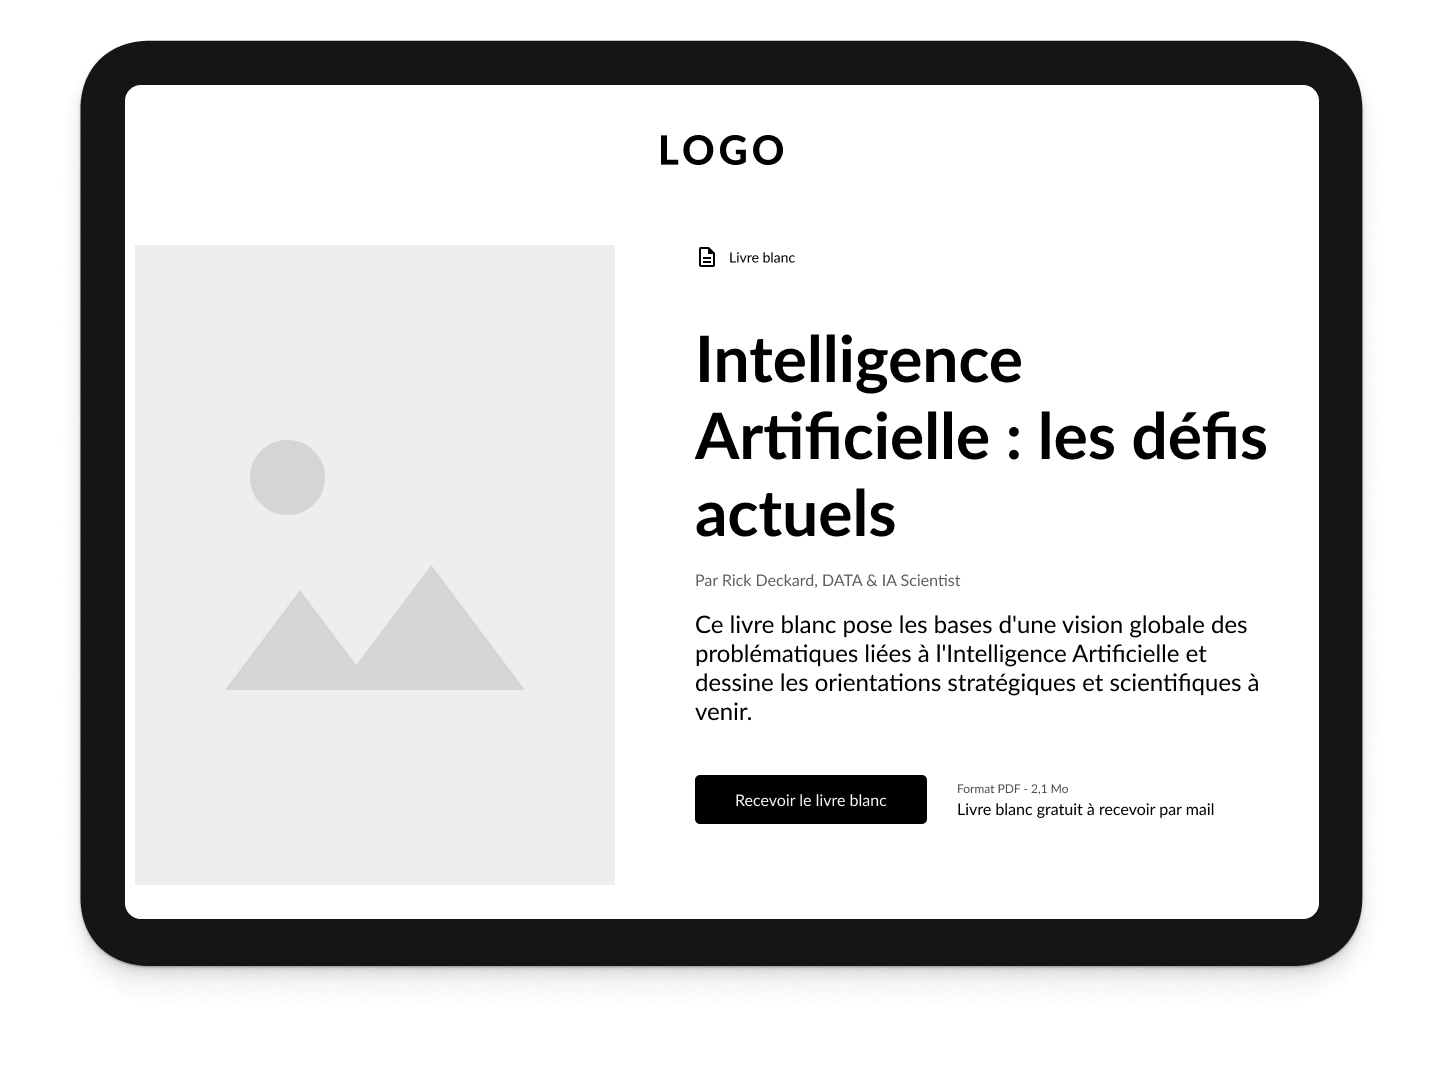 LOGO
Livre blanc
Intelligence
Artificielle : les défis
actuels
Par Rick Deckard, DATA & IA Scientist
Ce livre blanc pose les bases d'une vision globale des
problématiques liées à l'Intelligence Artificielle et
dessine les orientations stratégiques et scientifiques à
venir.
Recevoir le livre blanc
Format PDF - 2,1 Mo
Livre blanc gratuit à recevoir par mail